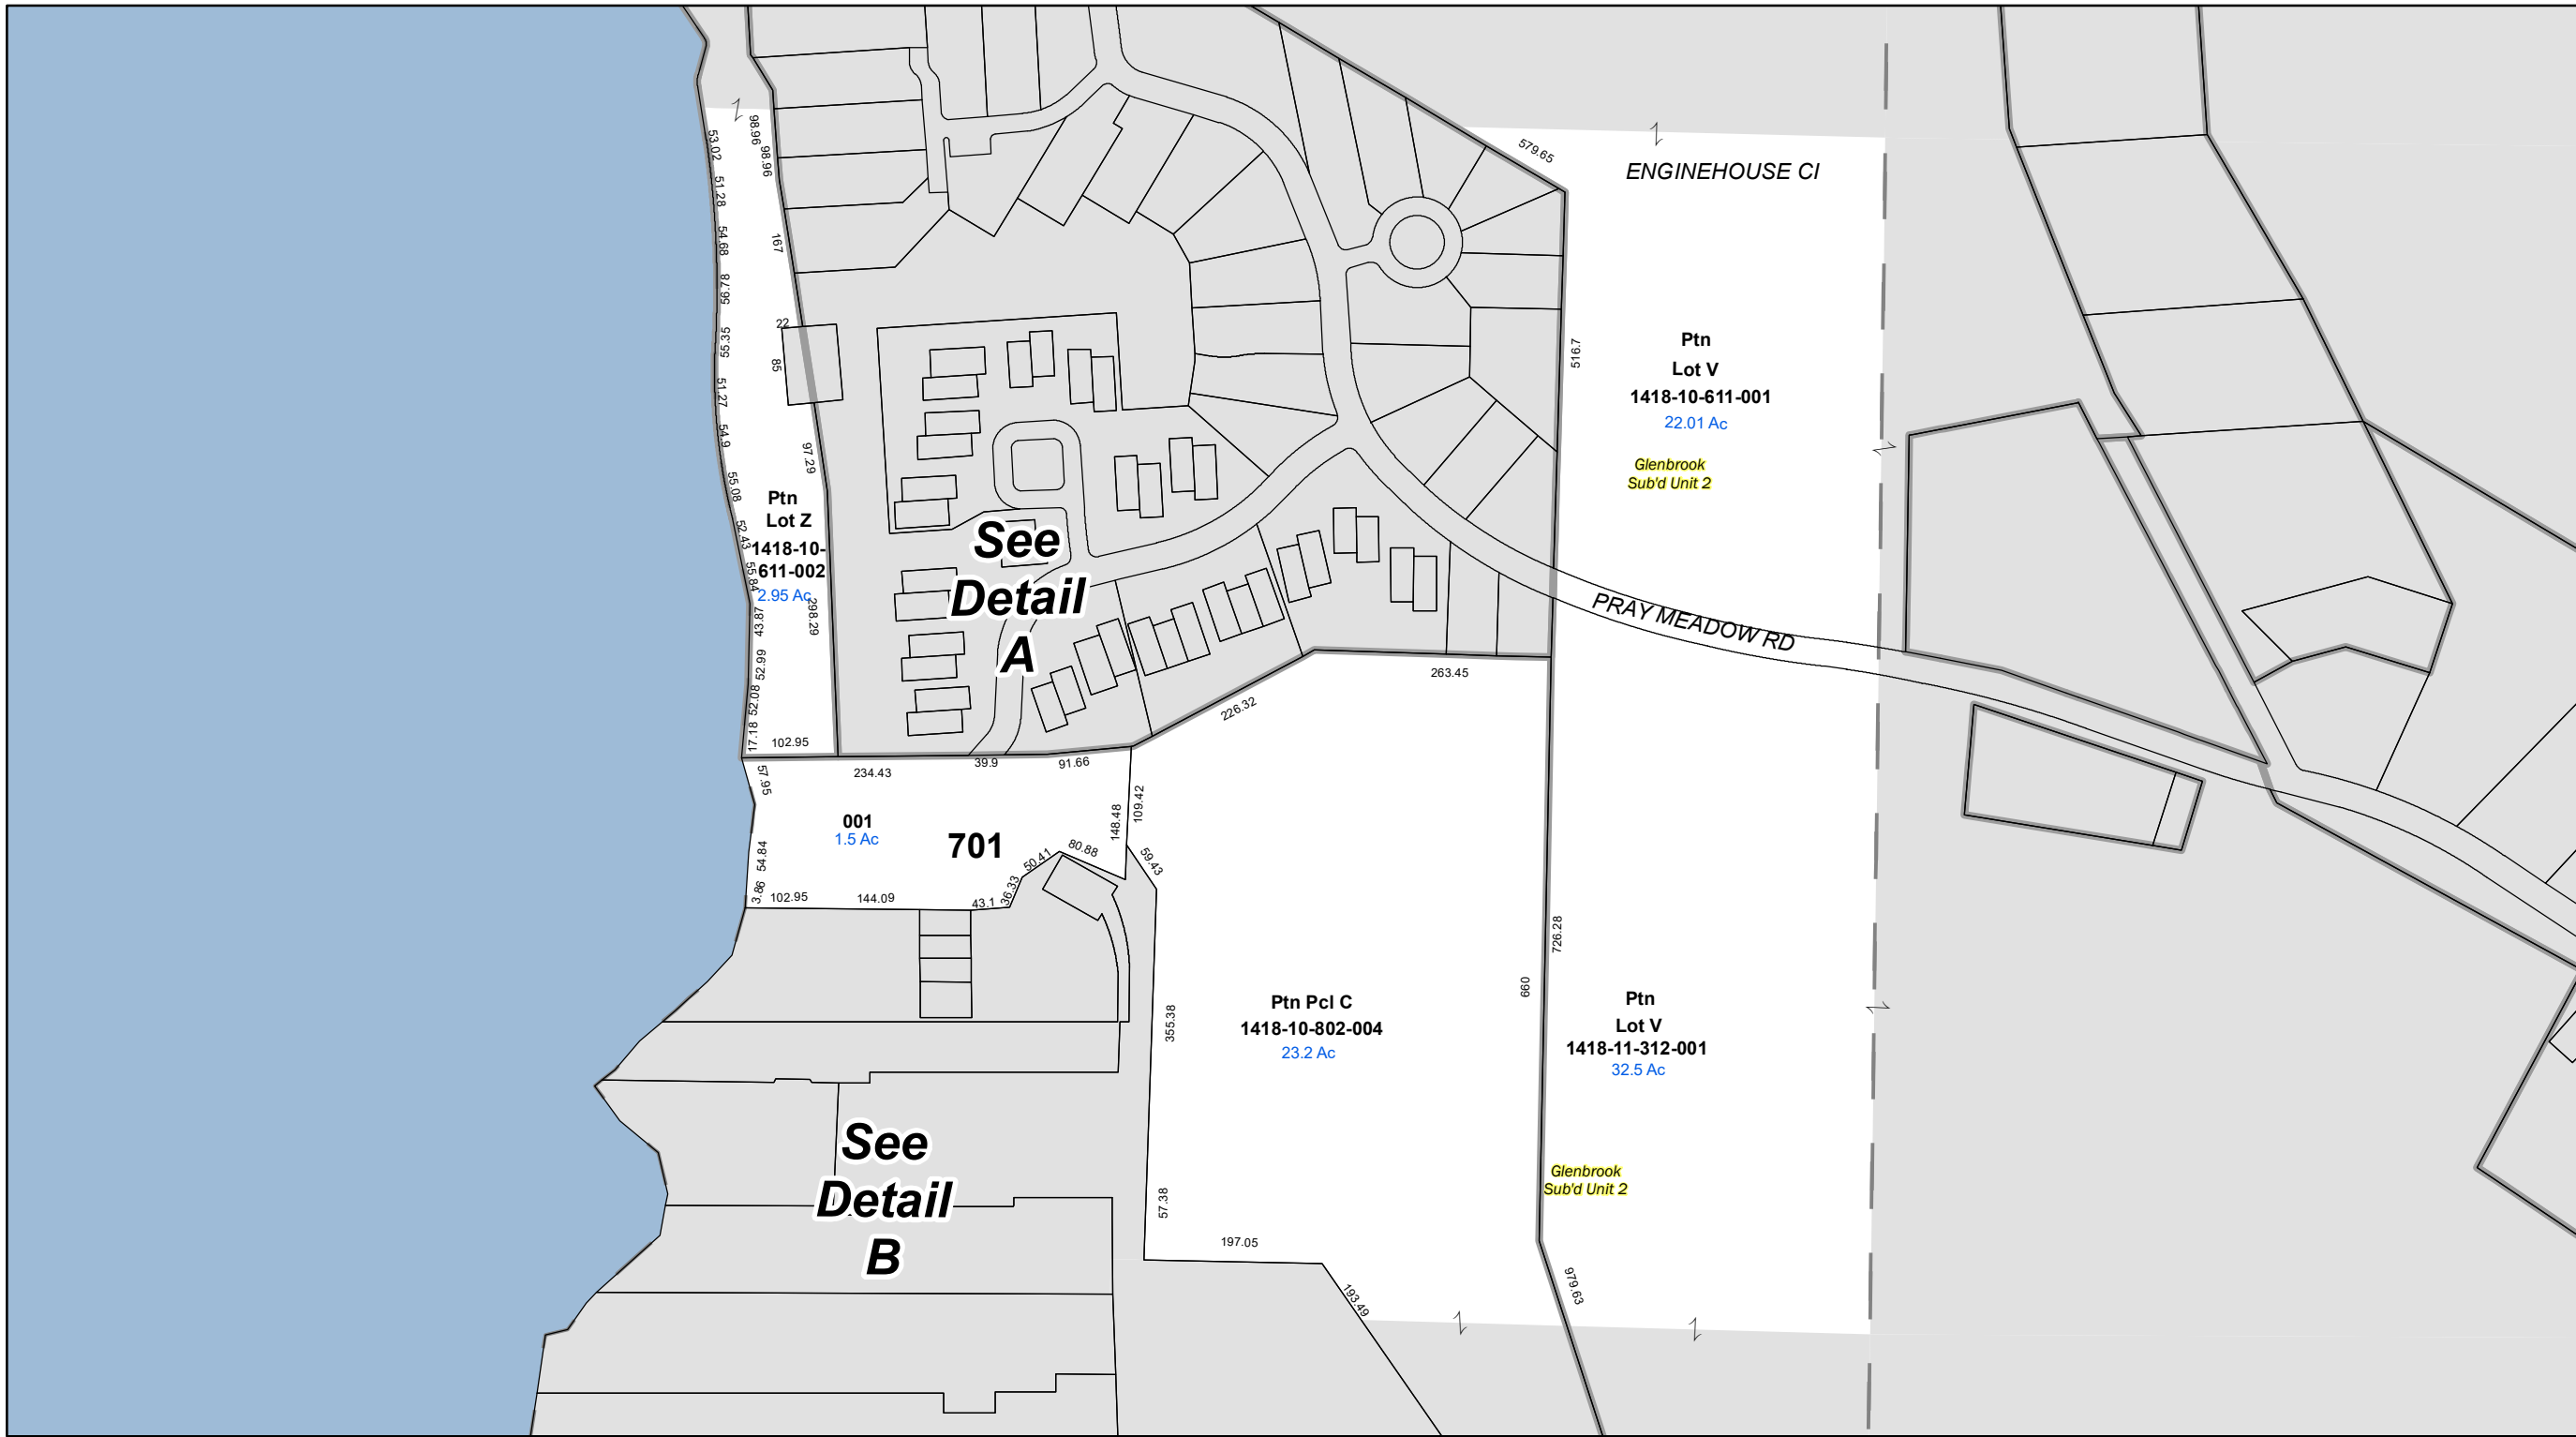 579.65
ENGINEHOUSE CI
98.96
98.96
53.02
51.28
54.68
56.78
55.35
51.27
54.9
55.08
52.43
55.84
43.87
52.99
52.08
17.18
167
22
85
97.29
298.29
102.95
Ptn
Lot Z
1418-10-
611-002
2.95 Ac
See
Detail
A
516.7
Ptn
Lot V
1418-10-611-001
22.01 Ac
Glenbrook
Sub'd Unit 2
PRAY MEADOW RD
263.45
226.32
234.43
39.9
91.66
57.95
54.84
3.86
001
1.5 Ac
701
148.48
109.42
59.43
80.88
50.41
36.33
43.1
144.09
102.95
726.28
660
355.38
Ptn Pcl C
1418-10-802-004
23.2 Ac
Ptn
Lot V
1418-11-312-001
32.5 Ac
Glenbrook
Sub'd Unit 2
See
Detail
B
57.38
197.05
193.49
979.63